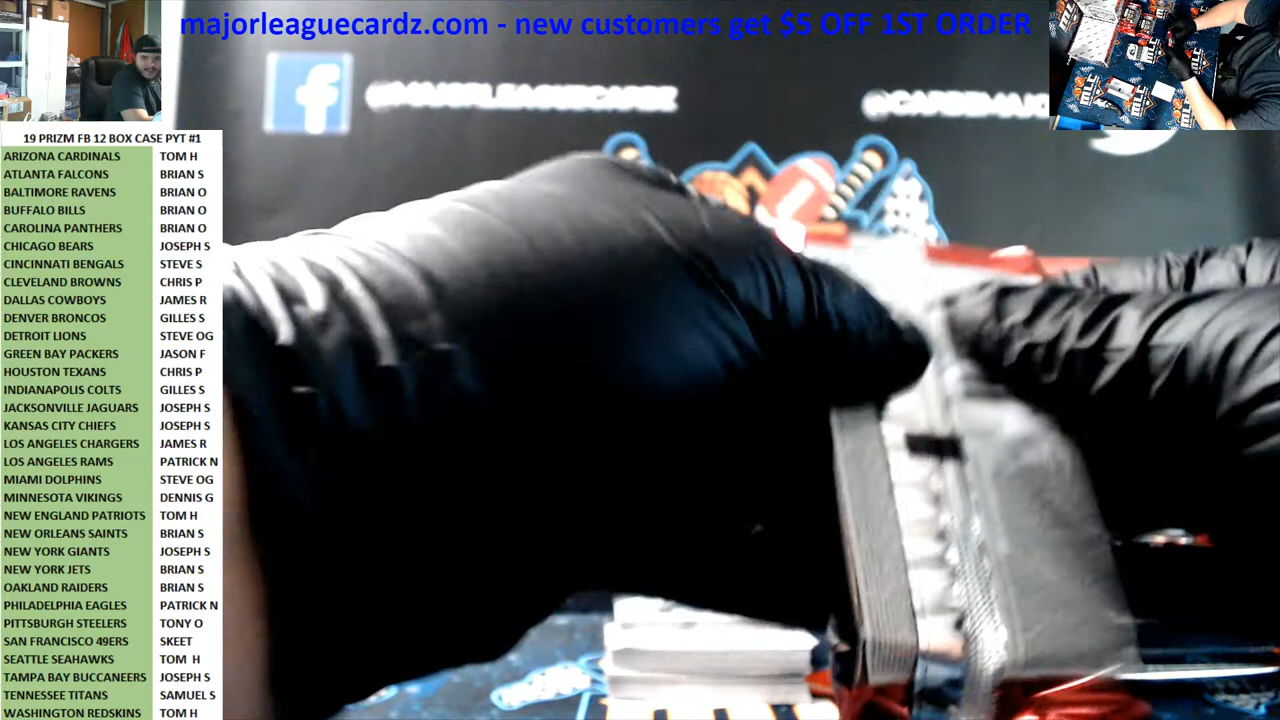 majorleaguecardz.com - new customers get $5 OFF 1ST ORDER
@MAJORLEAGUECARDZ
19 PRIZM FB 12 BOX CASE PYT #1
ARIZONA CARDINALS TOM H
ATLANTA FALCONS BRIAN S
BALTIMORE RAVENS BRIAN O
BUFFALO BILLS BRIAN O
CAROLINA PANTHERS BRIAN O
CHICAGO BEARS JOSEPH S
CINCINNATI BENGALS STEVE S
CLEVELAND BROWNS CHRIS P
DALLAS COWBOYS JAMES R
DENVER BRONCOS GILLES S
DETROIT LIONS STEVE OG
GREEN BAY PACKERS JASON F
HOUSTON TEXANS CHRIS P
INDIANAPOLIS COLTS GILLES S
JACKSONVILLE JAGUARS JOSEPH S
KANSAS CITY CHIEFS JOSEPH S
LOS ANGELES CHARGERS JAMES R
LOS ANGELES RAMS PATRICK N
MIAMI DOLPHINS STEVE OG
MINNESOTA VIKINGS DENNIS G
NEW ENGLAND PATRIOTS TOM H
NEW ORLEANS SAINTS BRIAN S
NEW YORK GIANTS JOSEPH S
NEW YORK JETS BRIAN S
OAKLAND RAIDERS BRIAN S
PHILADELPHIA EAGLES PATRICK N
PITTSBURGH STEELERS TONY O
SAN FRANCISCO 49ERS SKEET
SEATTLE SEAHAWKS TOM H
TAMPA BAY BUCCANEERS JOSEPH S
TENNESSEE TITANS SAMUEL S
WASHINGTON REDSKINS TOM H